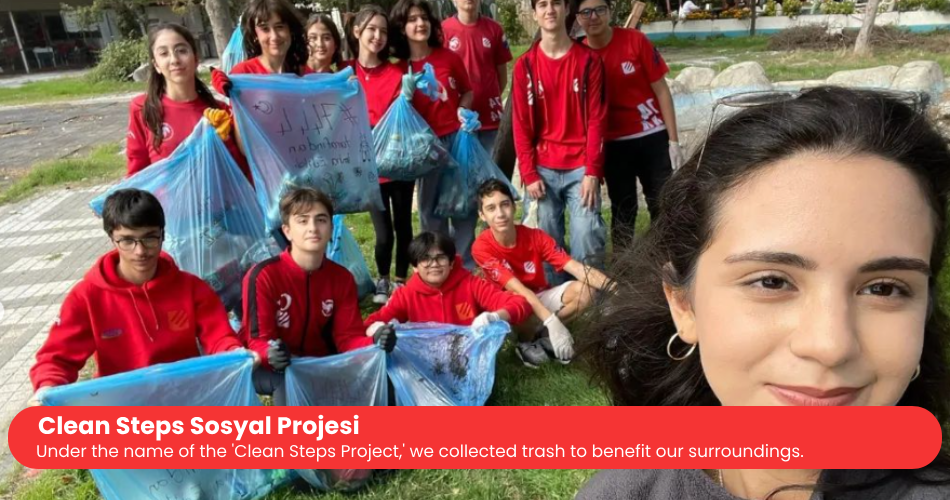 #7441
Clean Steps Sosyal Projesi
Under the name of the 'Clean Steps Project,' we collected trash to benefit our surroundings.